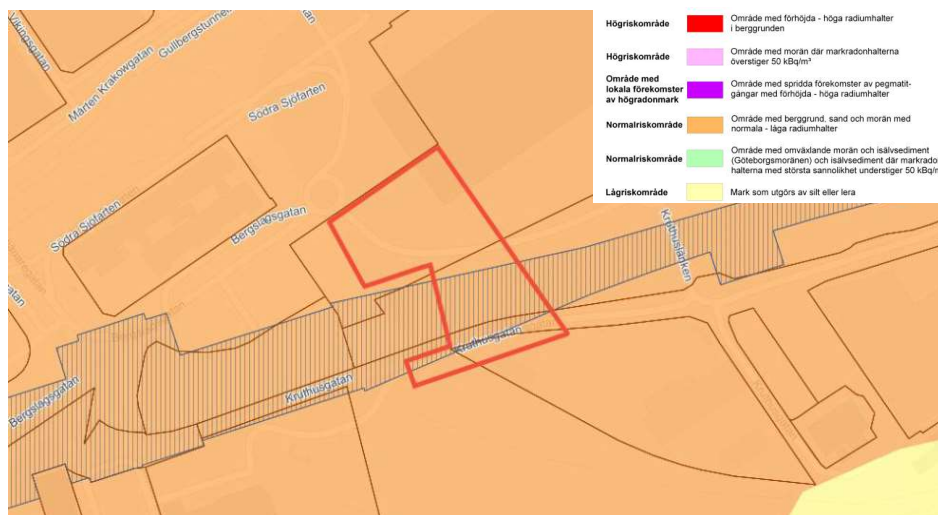 Vikingsgatan
Gullbergstunneln
Mårten Krakowgatan
Södra Sjöfarten
Bergslagsgatan
Södra Sjöfarten
Kruthuslänken
Kruthusgatan
Kruthusgatan
Bergslagsgatan
Högriskområde
Område med förhöjda - höga radiumhalter
i berggrunden
Högriskområde
Område med morän där markradonhalterna
överstiger 50 kBq/m³
Område med
lokala förekomster
av högradonmark
Område med spridda förekomster av pegmatit-
gångar med förhöjda - höga radiumhalter
Normalriskområde
Område med berggrund, sand och morän med
normala - låga radiumhalter
Normalriskområde
Område med omväxlande morän och isälvsediment
(Göteborgsmoränen) och isälvsediment där markrado
halterna med största sannolikhet understiger 50 kBq/m
Lågriskområde
Mark som utgörs av silt eller lera